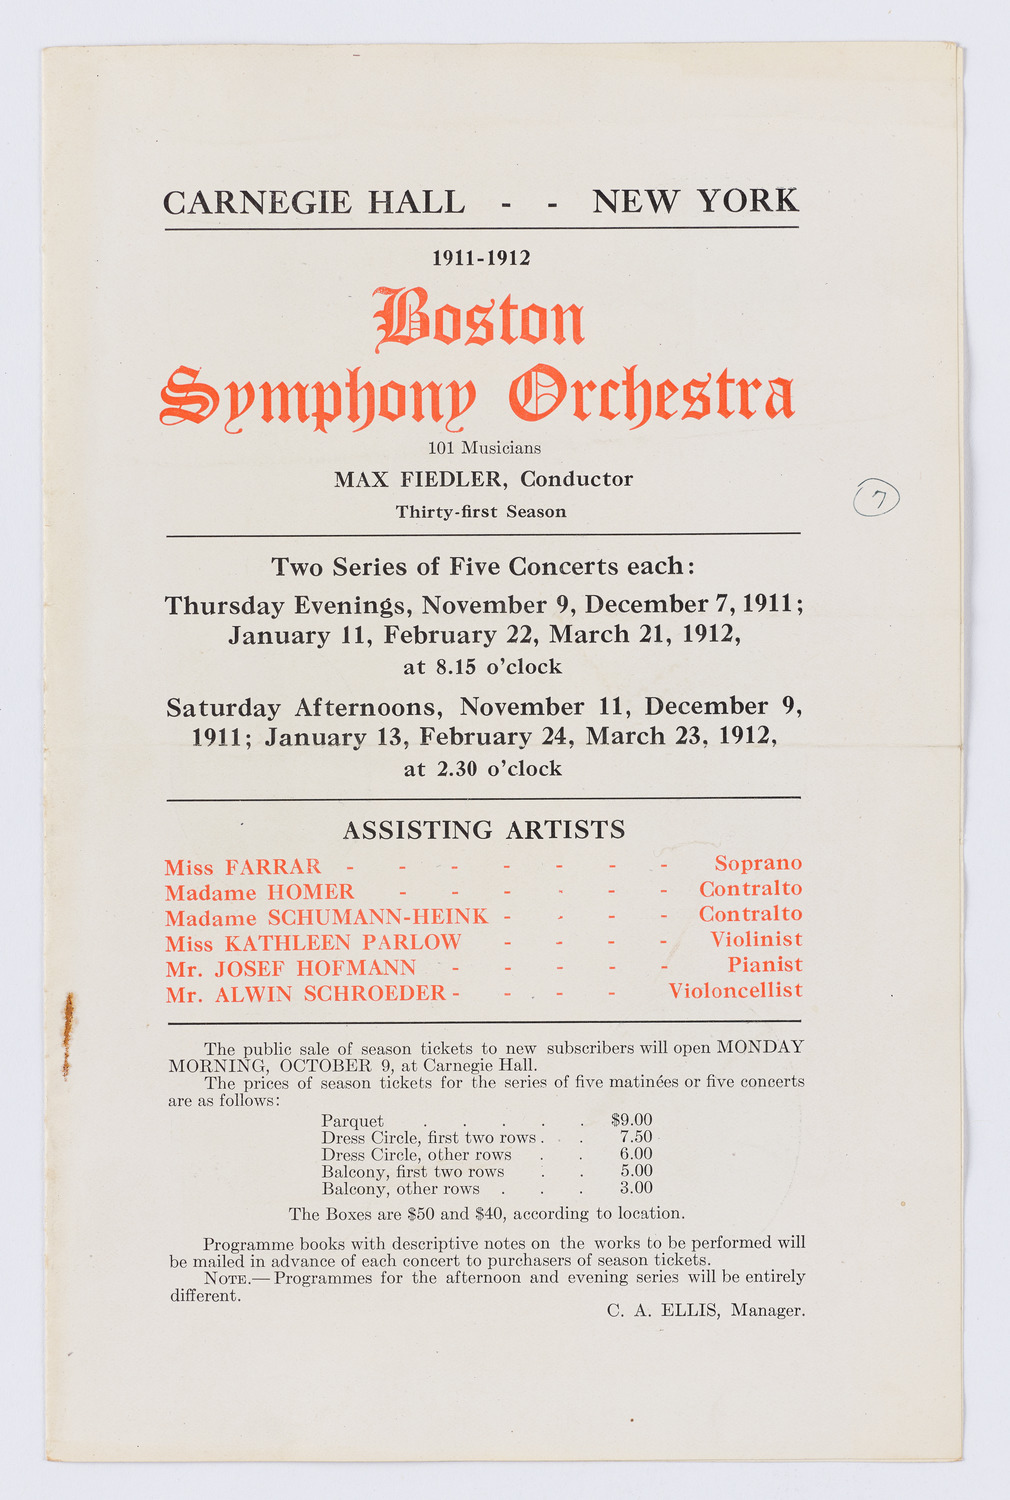 CARNEGIE HALL - - NEW YORK
1911-1912
Boston
Symphony Orchestra
101 Musicians
MAX FIEDLER, Conductor
Thirty-first Season
7
Two Series of Five Concerts each:
Thursday Evenings, November 9, December 7, 1911;
January 11, February 22, March 21, 1912,
at 8.15 o'clock
Saturday Afternoons, November 11, December 9,
1911; January 13, February 24, March 23, 1912,
at 2.30 o'clock
ASSISTING ARTISTS
Miss FARRAR - - - - - - - Soprano
Madame HOMER - - - - - - Contralto
Madame SCHUMANN-HEINK - - - - Contralto
Miss KATHLEEN PARLOW - - - - Violinist
Mr. JOSEF HOFMANN - - - - - Pianist
Mr. ALWIN SCHROEDER - - - - Violoncellist
The public sale of season tickets to new subscribers will open MONDAY
MORNING, OCTOBER 9, at Carnegie Hall.
The prices of season tickets for the series of five matinées or five concerts
are as follows:
Parquet . . . . . $9.00
Dress Circle, first two rows . . . 7.50
Dress Circle, other rows . . 6.00
Balcony, first two rows . . 5.00
Balcony, other rows . . . 3.00
The Boxes are $50 and $40, according to location.
Programme books with descriptive notes on the works to be performed will
be mailed in advance of each concert to purchasers of season tickets.
NOTE.—Programmes for the afternoon and evening series will be entirely
different.
C. A. ELLIS, Manager.